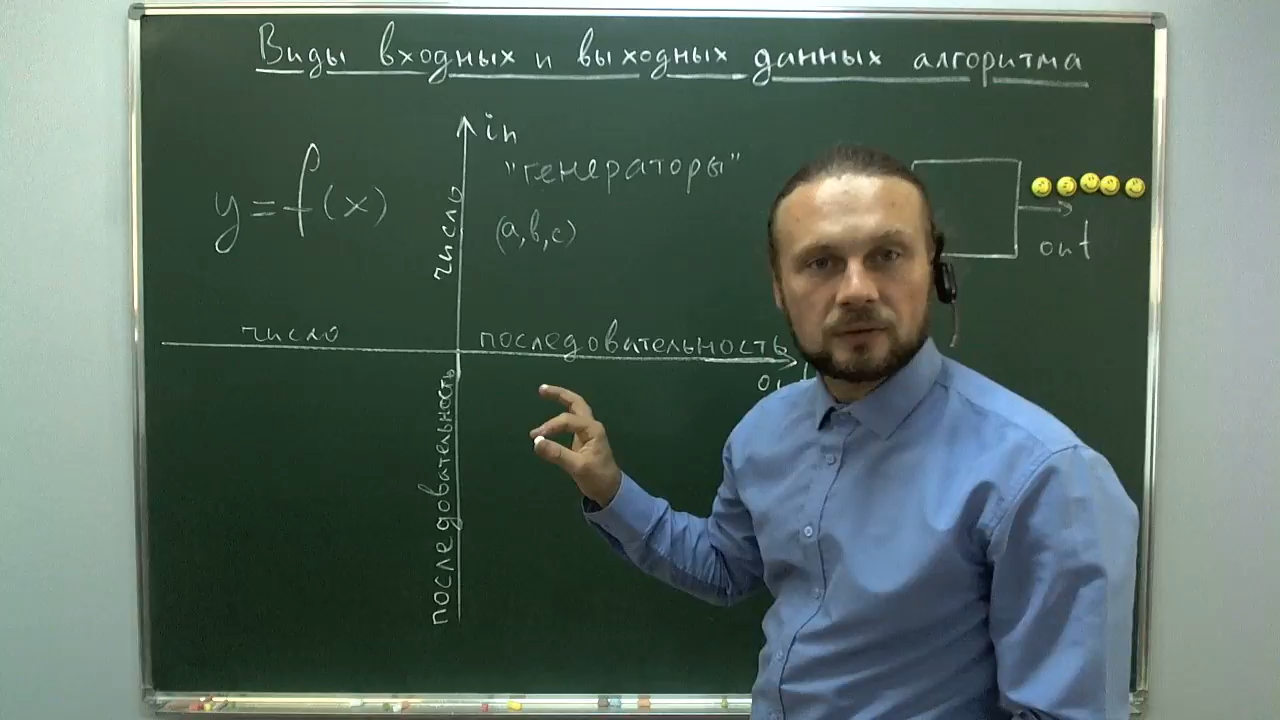 Виды входных и выходных данных алгоритма
in
"генераторы"
y=f(x)
число
(a,b,c)
out
число
последовательность
последовательность